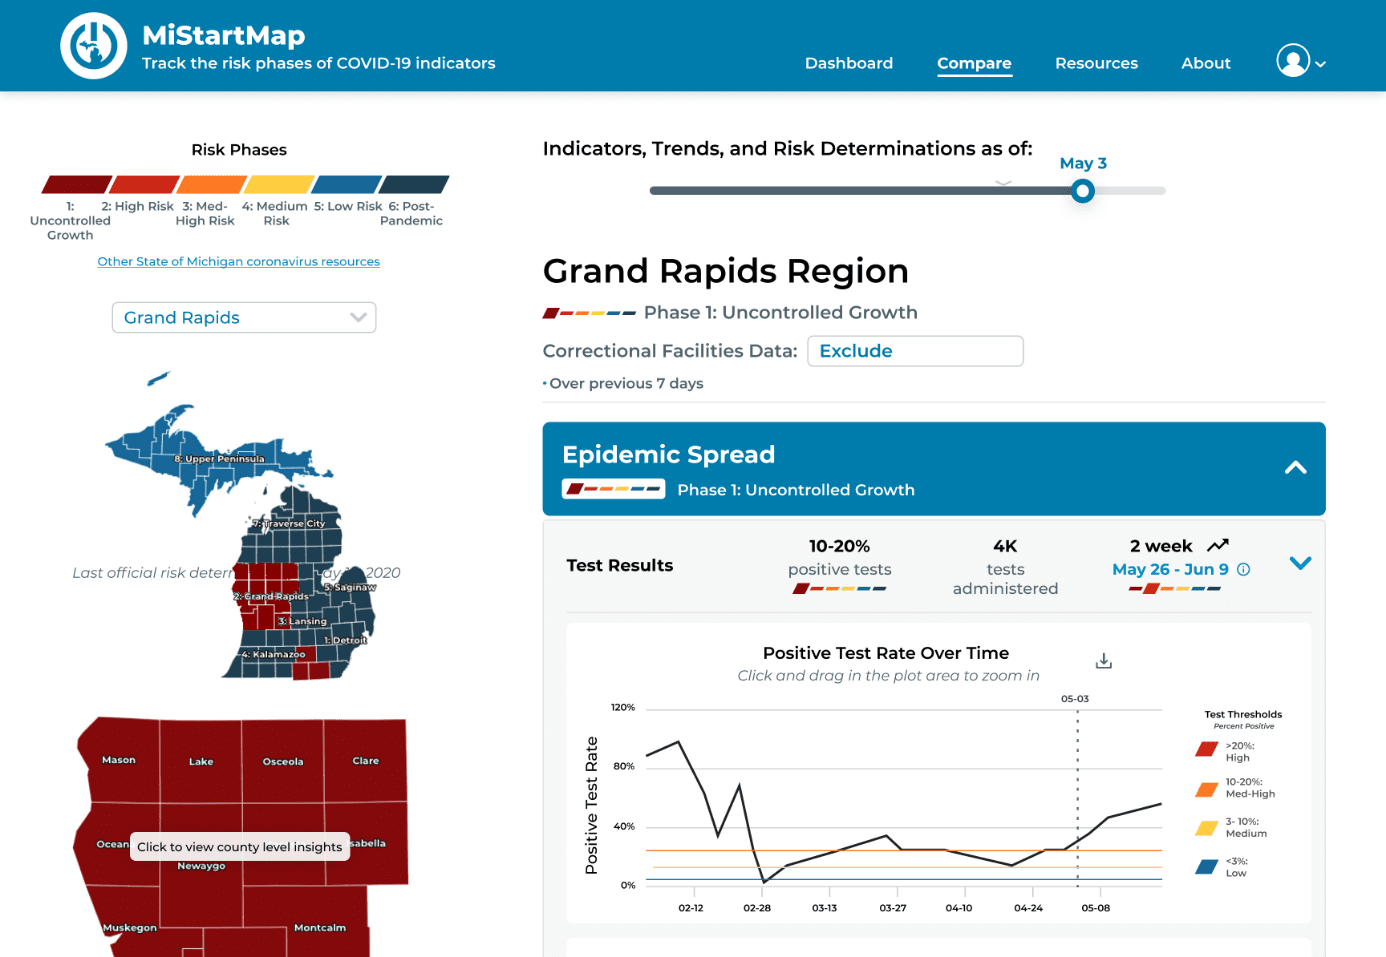 MiStartMap
Track the risk phases of COVID-19 indicators
Dashboard
Compare
Resources
About
Risk Phases
1: Uncontrolled Growth
2: High Risk
3: Med-High Risk
4: Medium Risk
5: Low Risk
6: Post-Pandemic
Other State of Michigan coronavirus resources
Grand Rapids
8: Upper Peninsula
7: Traverse City
Last official risk deter
2020
5: Saginaw
2: Grand Rapids
3: Lansing
1: Detroit
4: Kalamazoo
Mason
Lake
Osceola
Clare
Click to view county level insights
Newaygo
Muskegon
Montcalm
Indicators, Trends, and Risk Determinations as of:
May 3
Grand Rapids Region
Phase 1: Uncontrolled Growth
Correctional Facilities Data:
Exclude
• Over previous 7 days
Epidemic Spread
Phase 1: Uncontrolled Growth
Test Results
10-20%
positive tests
4K
tests
administered
2 week
May 26 - Jun 9
Positive Test Rate Over Time
Click and drag in the plot area to zoom in
05-03
Positive Test Rate
120%
80%
40%
0%
02-12
02-28
03-13
03-27
04-10
04-24
05-08
Test Thresholds
Percent Positive
>20%:
High
10-20%:
Med-High
3- 10%:
Medium
<3%:
Low